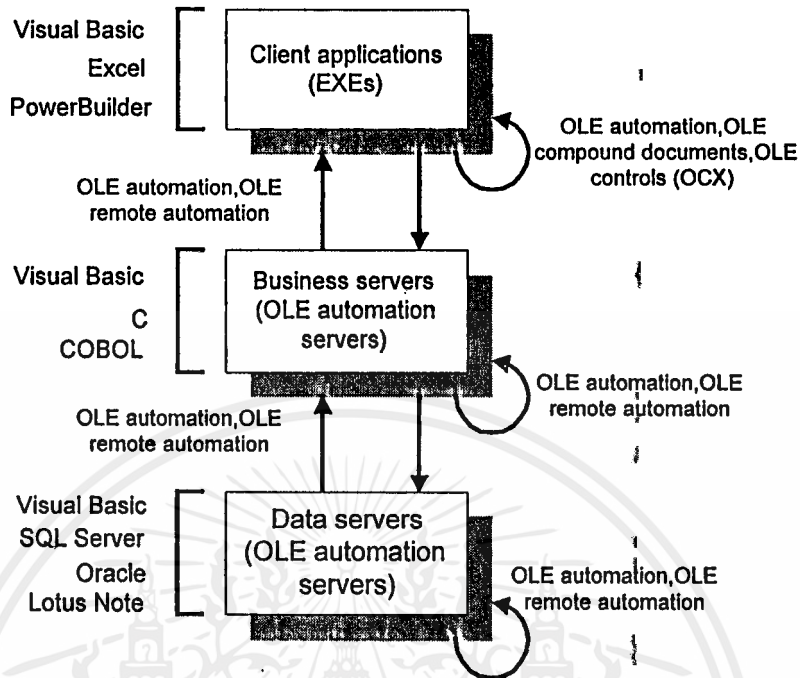 Visual Basic
Excel
PowerBuilder
Client applications
(EXEs)
OLE automation,OLE
compound documents,OLE
controls (OCX)
OLE automation,OLE
remote automation
Visual Basic
C
COBOL
Business servers
(OLE automation
servers)
OLE automation,OLE
remote automation
OLE automation,OLE
remote automation
Visual Basic
SQL Server
Oracle
Lotus Note
Data servers
(OLE automation
servers)
OLE automation,OLE
remote automation